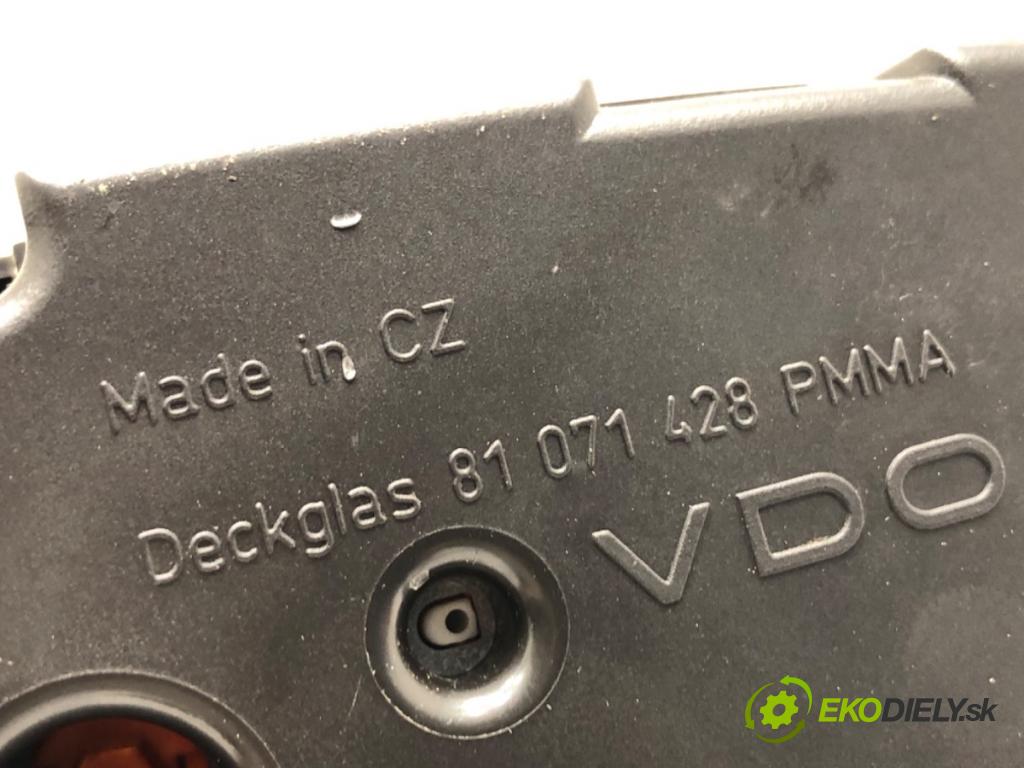 Made in CZ
Deckglas 81 071 428 PMMA
VDO
EKODIELY.sk